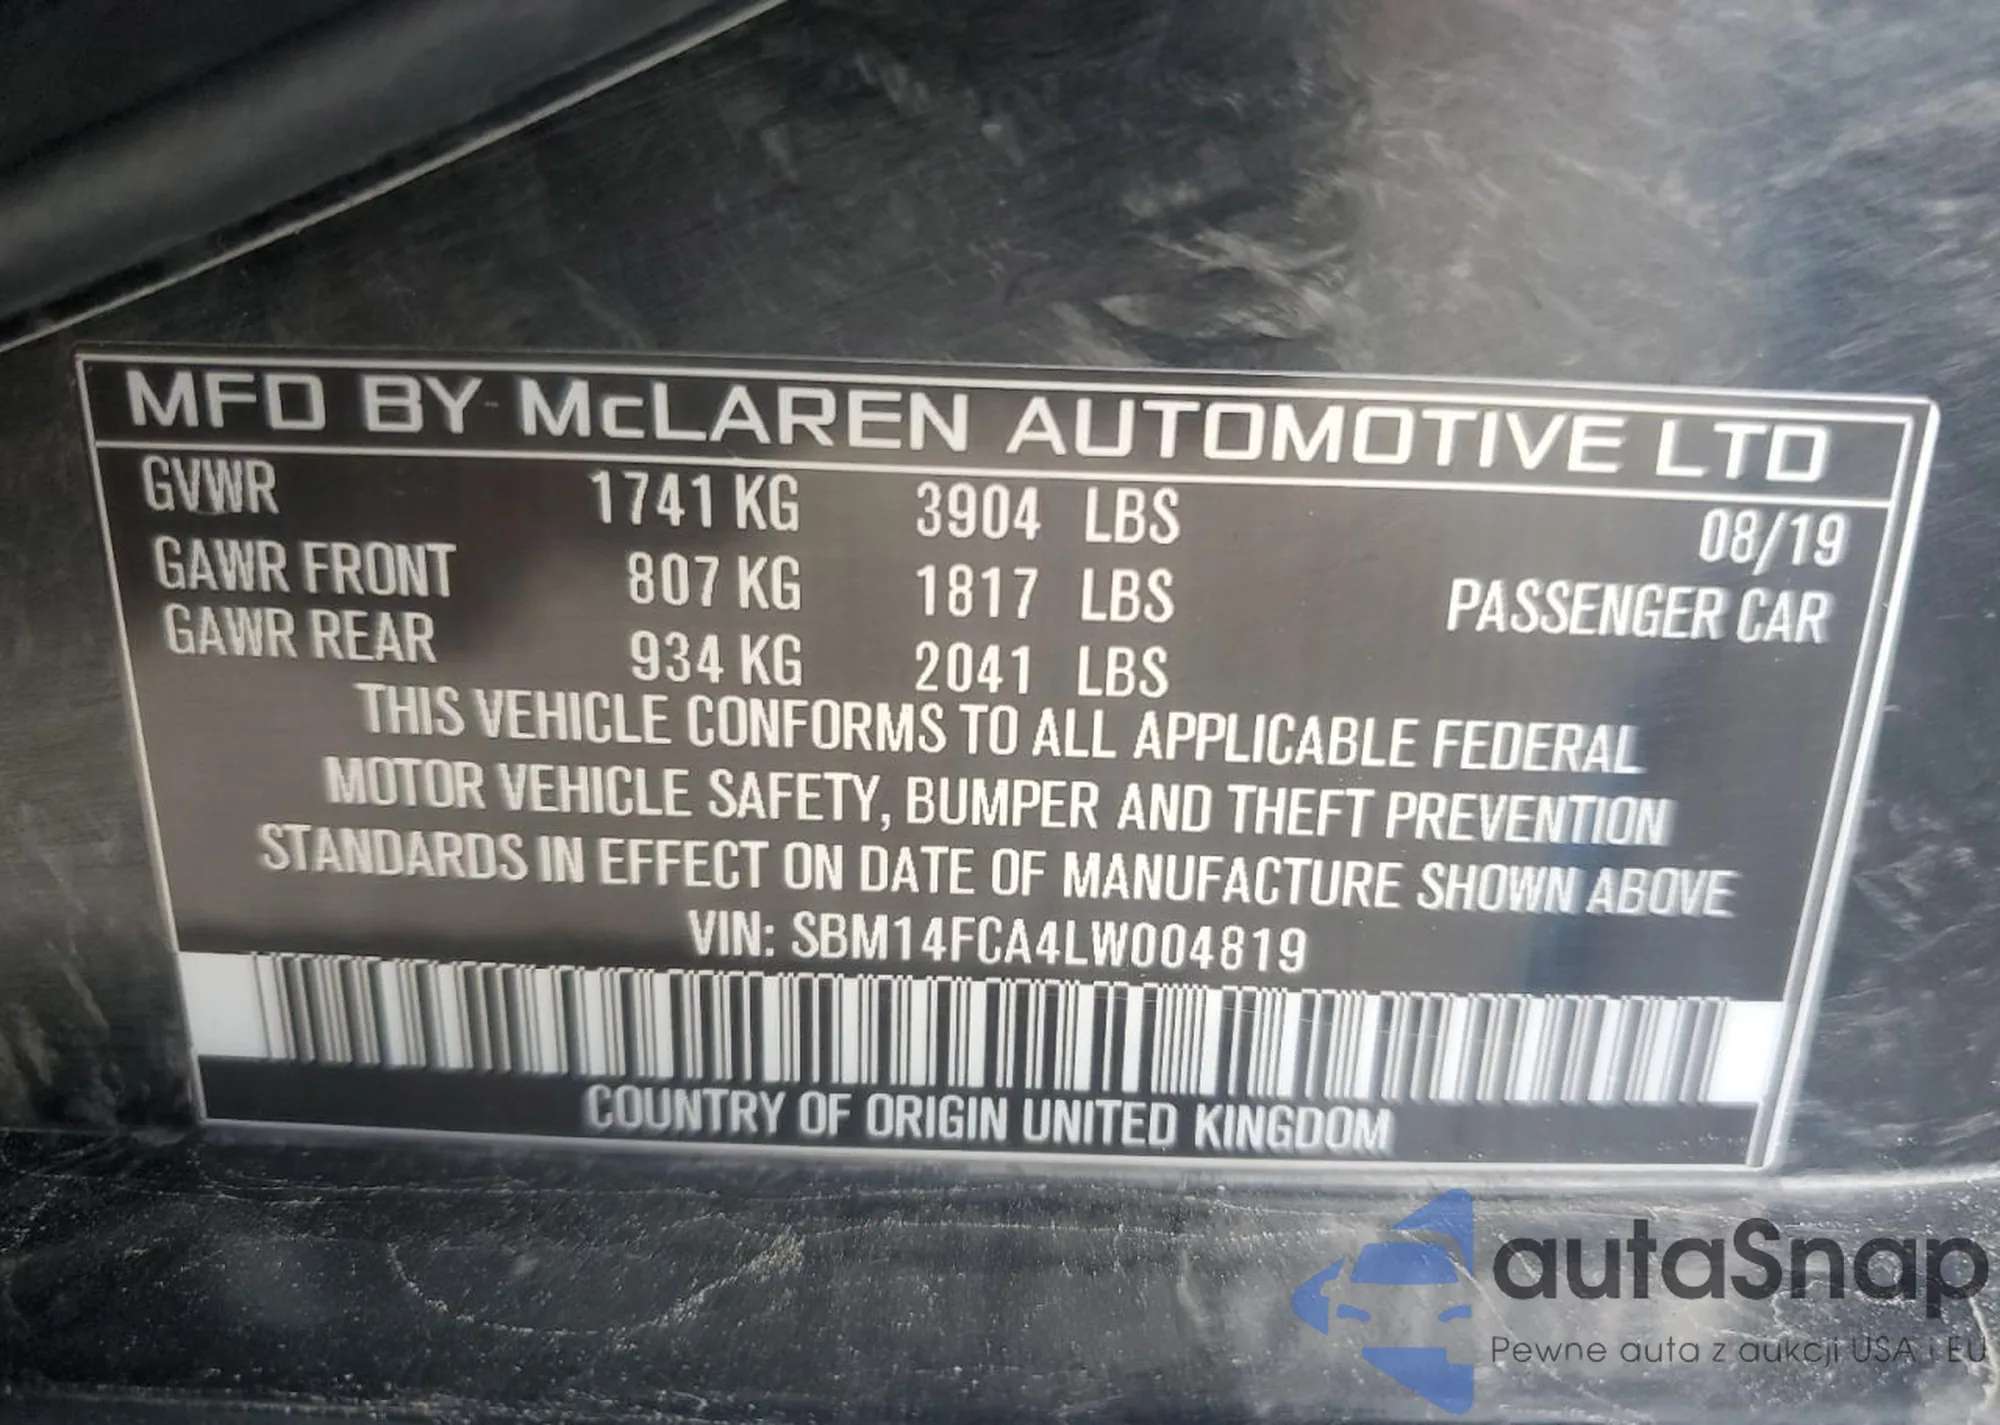 MFD BY McLAREN AUTOMOTIVE LTD
GVWR 1741 KG 3904 LBS 08/19
GAWR FRONT 807 KG 1817 LBS PASSENGER CAR
GAWR REAR 934 KG 2041 LBS
THIS VEHICLE CONFORMS TO ALL APPLICABLE FEDERAL
MOTOR VEHICLE SAFETY, BUMPER AND THEFT PREVENTION
STANDARDS IN EFFECT ON DATE OF MANUFACTURE SHOWN ABOVE
VIN: SBM14FCA4LW004819
COUNTRY OF ORIGIN UNITED KINGDOM
autaSnap
Pewne auta z aukcji USA i EU